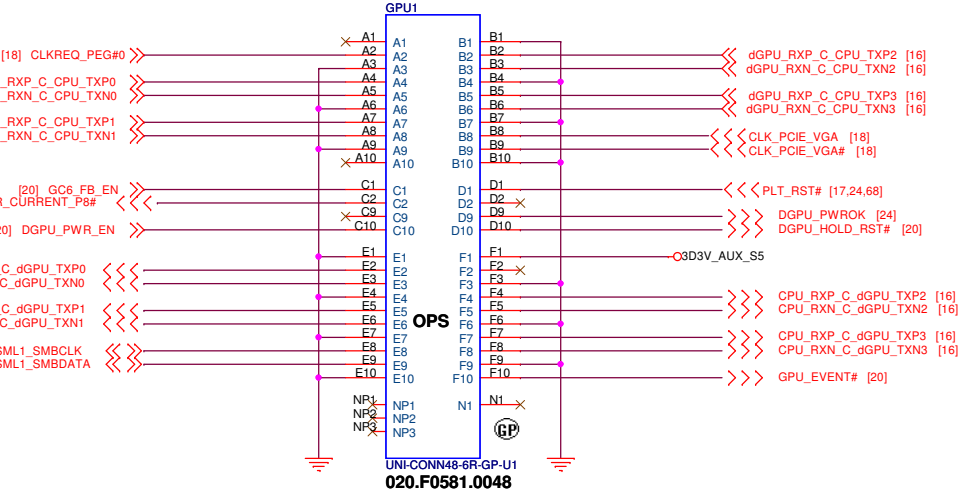 GPU1
A1 A1 B1 B1
[18] CLKREQ_PEG#0 A2 A2 B2 B2 dGPU_RXP_C_CPU_TXP2 [16]
A3 A3 B3 B3 dGPU_RXN_C_CPU_TXN2 [16]
_RXP_C_CPU_TXP0 A4 A4 B4 B4
_RXN_C_CPU_TXN0 A5 A5 B5 B5 dGPU_RXP_C_CPU_TXP3 [16]
A6 A6 B6 B6 dGPU_RXN_C_CPU_TXN3 [16]
_RXP_C_CPU_TXP1 A7 A7 B7 B7
_RXN_C_CPU_TXN1 A8 A8 B8 B8 CLK_PCIE_VGA [18]
A9 A9 B9 B9 CLK_PCIE_VGA# [18]
A10 A10 B10 B10
[20] GC6_FB_EN C1 C1 D1 D1 PLT_RST# [17,24,68]
R_CURRENT_P8# C2 C2 D2 D2
C9 C9 D9 D9 DGPU_PWROK [24]
20] DGPU_PWR_EN C10 C10 D10 D10 DGPU_HOLD_RST# [20]
E1 E1 F1 F1 3D3V_AUX_S5
C_dGPU_TXP0 E2 E2 F2 F2
C_dGPU_TXN0 E3 E3 F3 F3
E4 E4 F4 F4 CPU_RXP_C_dGPU_TXP2 [16]
C_dGPU_TXP1 E5 E5 F5 F5 CPU_RXN_C_dGPU_TXN2 [16]
C_dGPU_TXN1 E6 E6 OPS F6 F6
E7 E7 F7 F7 CPU_RXP_C_dGPU_TXP3 [16]
SML1_SMBCLK E8 E8 F8 F8 CPU_RXN_C_dGPU_TXN3 [16]
SML1_SMBDATA E9 E9 F9 F9
E10 E10 F10 F10 GPU_EVENT# [20]
NP1 NP1 N1 N1
NP2 NP2
NP3 NP3
GP
UNI-CONN48-6R-GP-U1
020.F0581.0048